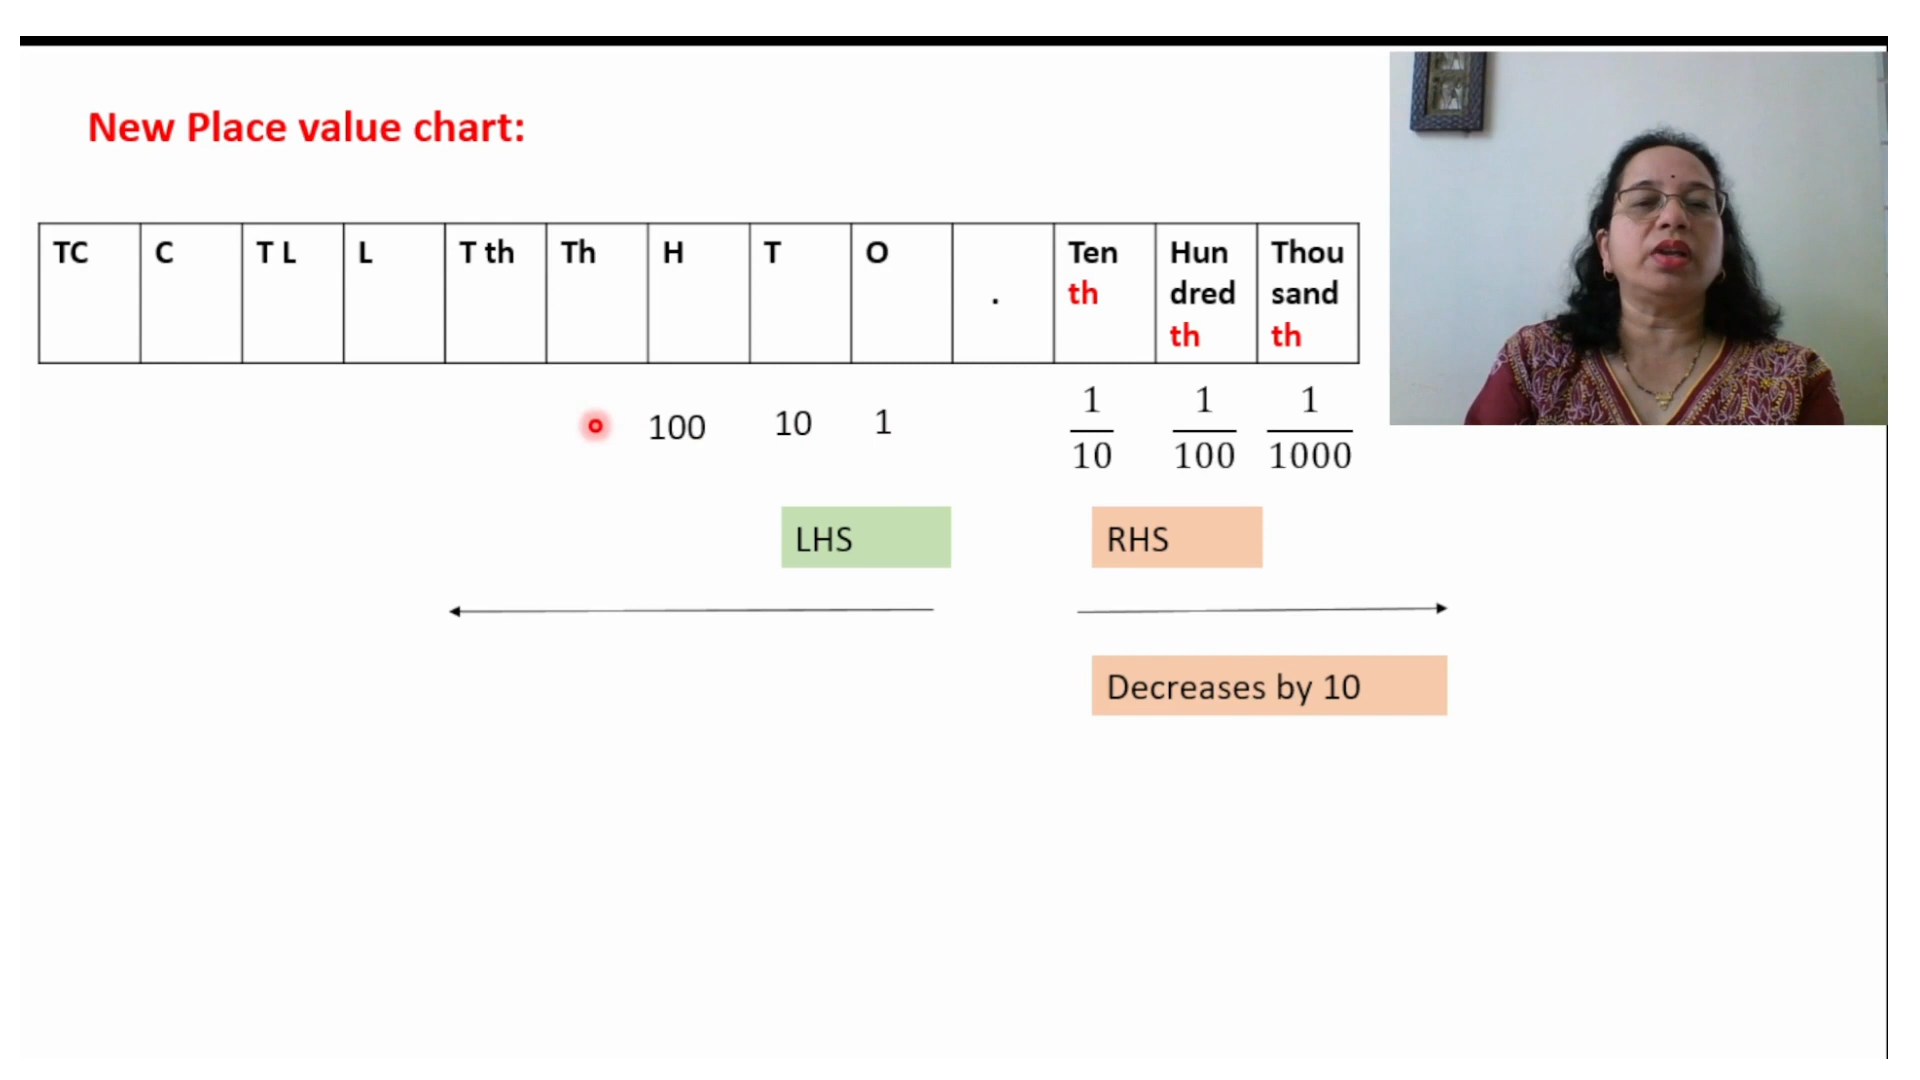 New Place value chart:
TC C T L L T th Th H T O . Ten th Hun dred th Thou sand th
100 10 1 1/10 1/100 1/1000
LHS RHS
Decreases by 10